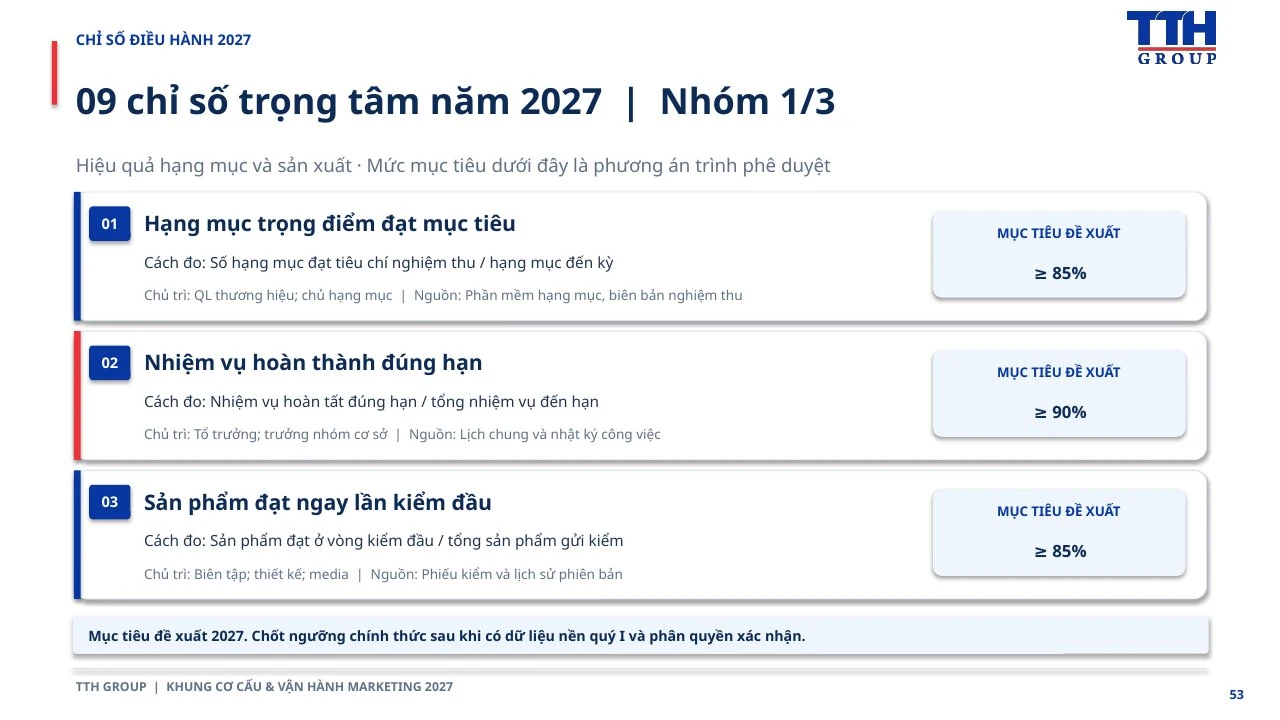 CHỈ SỐ ĐIỀU HÀNH 2027
TTH
GROUP
09 chỉ số trọng tâm năm 2027 | Nhóm 1/3
Hiệu quả hạng mục và sản xuất · Mức mục tiêu dưới đây là phương án trình phê duyệt
01
Hạng mục trọng điểm đạt mục tiêu
Cách đo: Số hạng mục đạt tiêu chí nghiệm thu / hạng mục đến kỳ
Chủ trì: QL thương hiệu; chủ hạng mục | Nguồn: Phần mềm hạng mục, biên bản nghiệm thu
MỤC TIÊU ĐỀ XUẤT
≥ 85%
02
Nhiệm vụ hoàn thành đúng hạn
Cách đo: Nhiệm vụ hoàn tất đúng hạn / tổng nhiệm vụ đến hạn
Chủ trì: Tổ trưởng; trưởng nhóm cơ sở | Nguồn: Lịch chung và nhật ký công việc
MỤC TIÊU ĐỀ XUẤT
≥ 90%
03
Sản phẩm đạt ngay lần kiểm đầu
Cách đo: Sản phẩm đạt ở vòng kiểm đầu / tổng sản phẩm gửi kiểm
Chủ trì: Biên tập; thiết kế; media | Nguồn: Phiếu kiểm và lịch sử phiên bản
MỤC TIÊU ĐỀ XUẤT
≥ 85%
Mục tiêu đề xuất 2027. Chốt ngưỡng chính thức sau khi có dữ liệu nền quý I và phân quyền xác nhận.
TTH GROUP | KHUNG CƠ CẤU & VẬN HÀNH MARKETING 2027
53